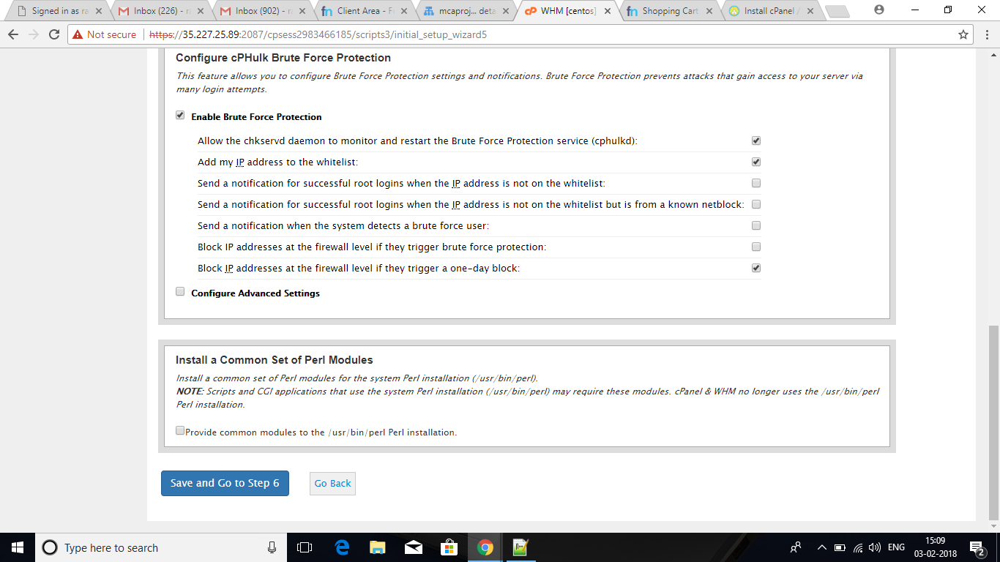 Signed in as ra
Inbox (226) - ra
Inbox (902) - ra
Client Area - F
mcaproj... deta
WHM [centos]
Shopping Cart
Install cPanel /
Not secure
https://35.227.25.89:2087/cpsess2983466185/scripts3/initial_setup_wizard5
Configure cPHulk Brute Force Protection
This feature allows you to configure Brute Force Protection settings and notifications. Brute Force Protection prevents attacks that gain access to your server via
many login attempts.
Enable Brute Force Protection
Allow the chkservd daemon to monitor and restart the Brute Force Protection service (cphulkd):
Add my IP address to the whitelist:
Send a notification for successful root logins when the IP address is not on the whitelist:
Send a notification for successful root logins when the IP address is not on the whitelist but is from a known netblock:
Send a notification when the system detects a brute force user:
Block IP addresses at the firewall level if they trigger brute force protection:
Block IP addresses at the firewall level if they trigger a one-day block:
Configure Advanced Settings
Install a Common Set of Perl Modules
Install a common set of Perl modules for the system Perl installation (/usr/bin/perl).
NOTE: Scripts and CGI applications that use the system Perl installation (/usr/bin/perl) may require these modules. cPanel & WHM no longer uses the /usr/bin/perl
Perl installation.
Provide common modules to the /usr/bin/perl Perl installation.
Save and Go to Step 6
Go Back
Type here to search
ENG
15:09
03-02-2018
2